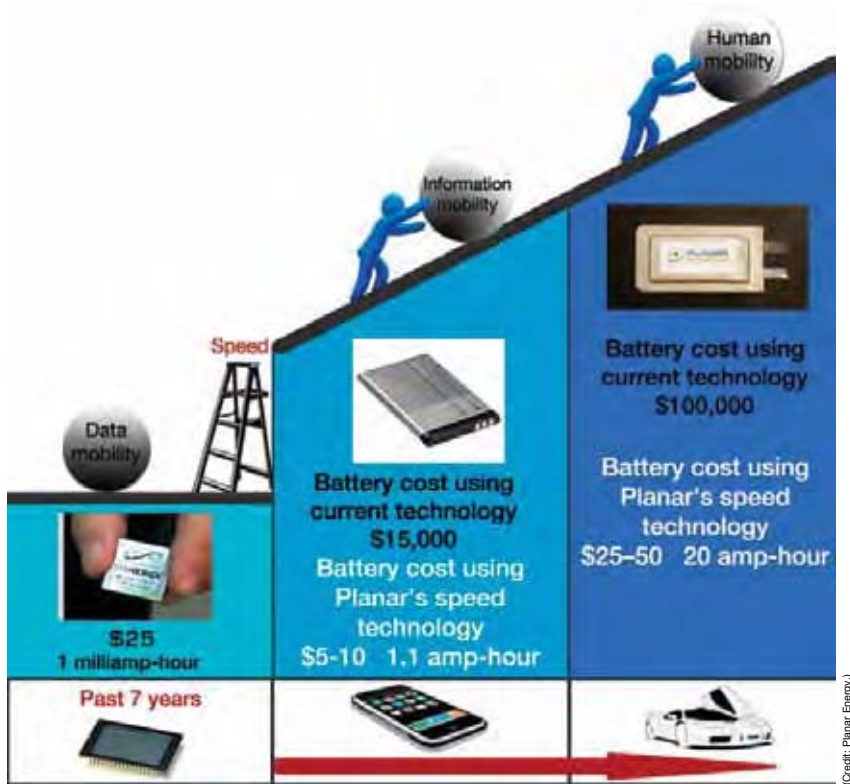 Human
mobility
Information
mobility
Speed
Data
mobility
Battery cost using
current technology
$100,000
Battery cost using
Planar's speed
technology
$25–50 20 amp-hour
Battery cost using
current technology
$15,000
Battery cost using
Planar's speed
technology
$5-10 1.1 amp-hour
$25
1 milliamp-hour
Past 7 years
(Credit: Planar Energy.)